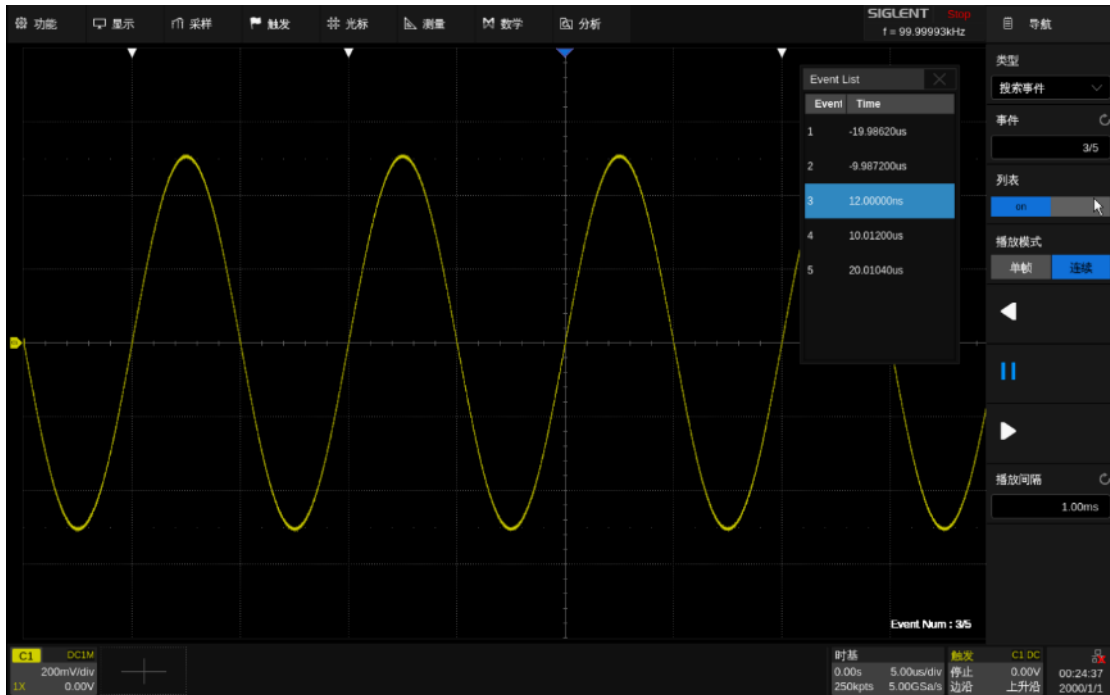 功能 显示 采样 触发 光标 测量 数学 分析
SIGLENT Stop
f = 99.99993kHz
导航
类型
搜索事件
事件
3/5
列表
on
播放模式
单帧 连续
播放间隔
1.00ms
Event List
Event Time
1 -19.98620us
2 -9.987200us
3 12.00000ns
4 10.01200us
5 20.01040us
Event Num : 3/5
C1 DC1M
200mV/div
1X 0.00V
时基
0.00s 5.00us/div
250kpts 5.00GSa/s
触发 C1 DC
停止 0.00V
边沿 上升沿
00:24:37
2000/1/1